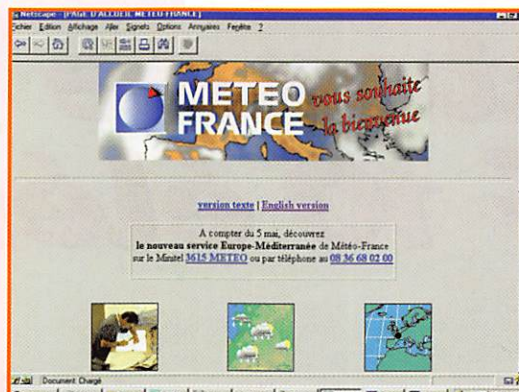 Netscape - [PAGE D'ACCUEIL METEO-FRANCE]
Fichier Edition Affichage Aller Signets Options Annuaires Fenêtre ?
METEO
FRANCE
vous souhaite
la bienvenue
version texte | English version
A compter du 5 mai, découvrez
le nouveau service Europe-Méditerranée de Météo-France
sur le Minitel 3615 METEO ou par téléphone au 08 36 68 02 00
Document Chargé